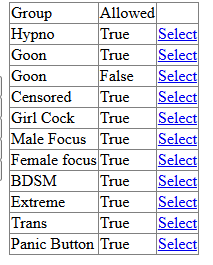 Group Allowed
Hypno True Select
Goon True Select
Goon False Select
Censored True Select
Girl Cock True Select
Male Focus True Select
Female focus True Select
BDSM True Select
Extreme True Select
Trans True Select
Panic Button True Select